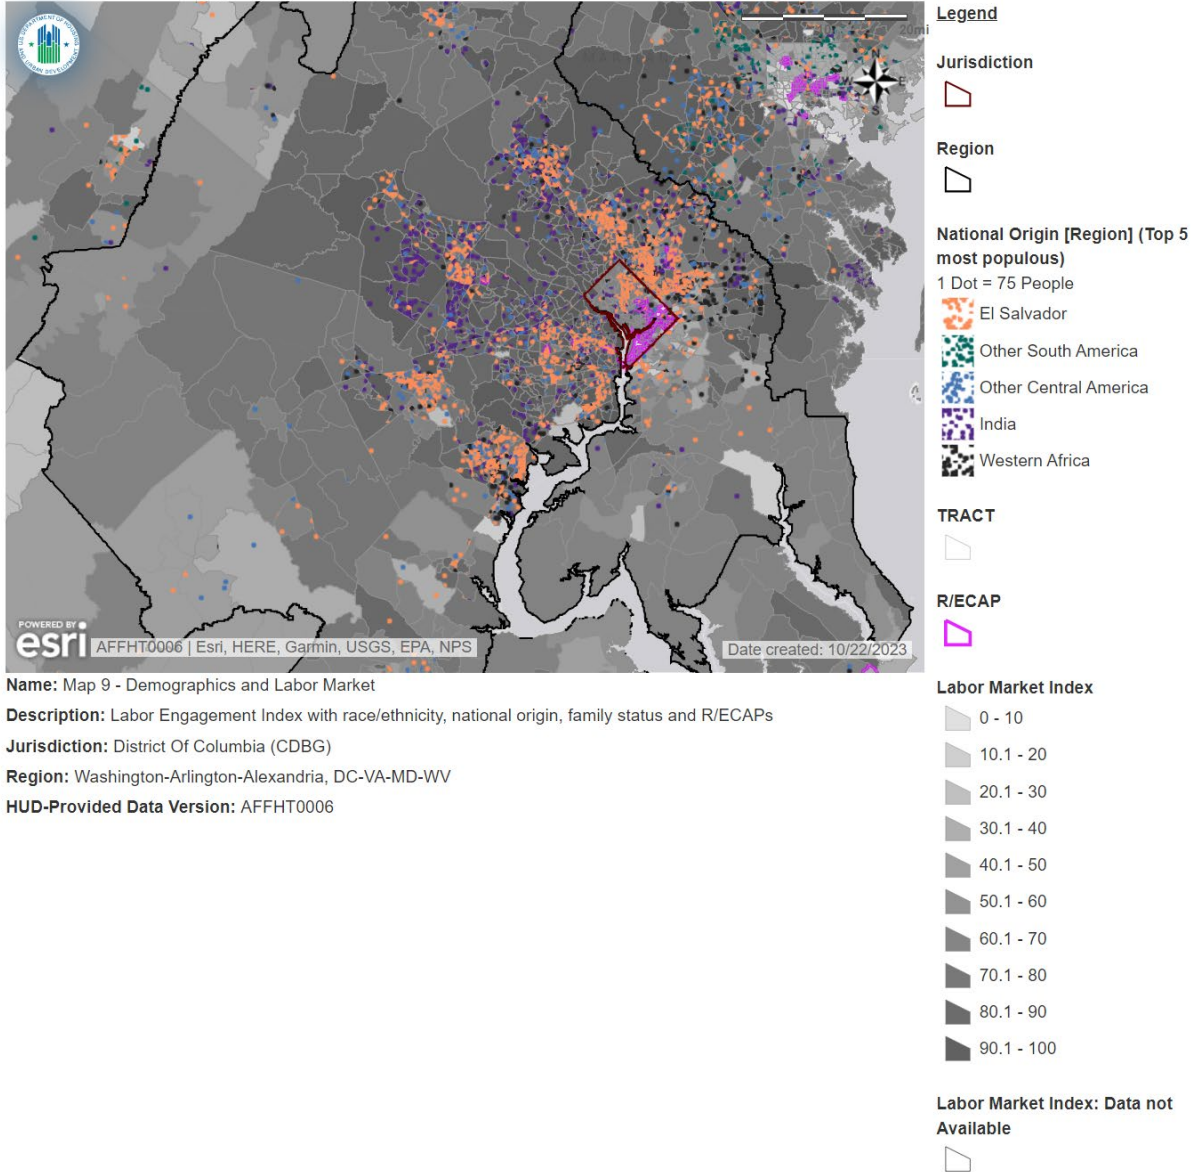 U.S. DEPARTMENT OF HOUSING AND URBAN DEVELOPMENT
20mi
N
W
E
S
POWERED BY
esri
AFFHT0006 | Esri, HERE, Garmin, USGS, EPA, NPS
Date created: 10/22/2023
Name: Map 9 - Demographics and Labor Market
Description: Labor Engagement Index with race/ethnicity, national origin, family status and R/ECAPs
Jurisdiction: District Of Columbia (CDBG)
Region: Washington-Arlington-Alexandria, DC-VA-MD-WV
HUD-Provided Data Version: AFFHT0006
Legend
Jurisdiction
Region
National Origin [Region] (Top 5
most populous)
1 Dot = 75 People
El Salvador
Other South America
Other Central America
India
Western Africa
TRACT
R/ECAP
Labor Market Index
0 - 10
10.1 - 20
20.1 - 30
30.1 - 40
40.1 - 50
50.1 - 60
60.1 - 70
70.1 - 80
80.1 - 90
90.1 - 100
Labor Market Index: Data not
Available